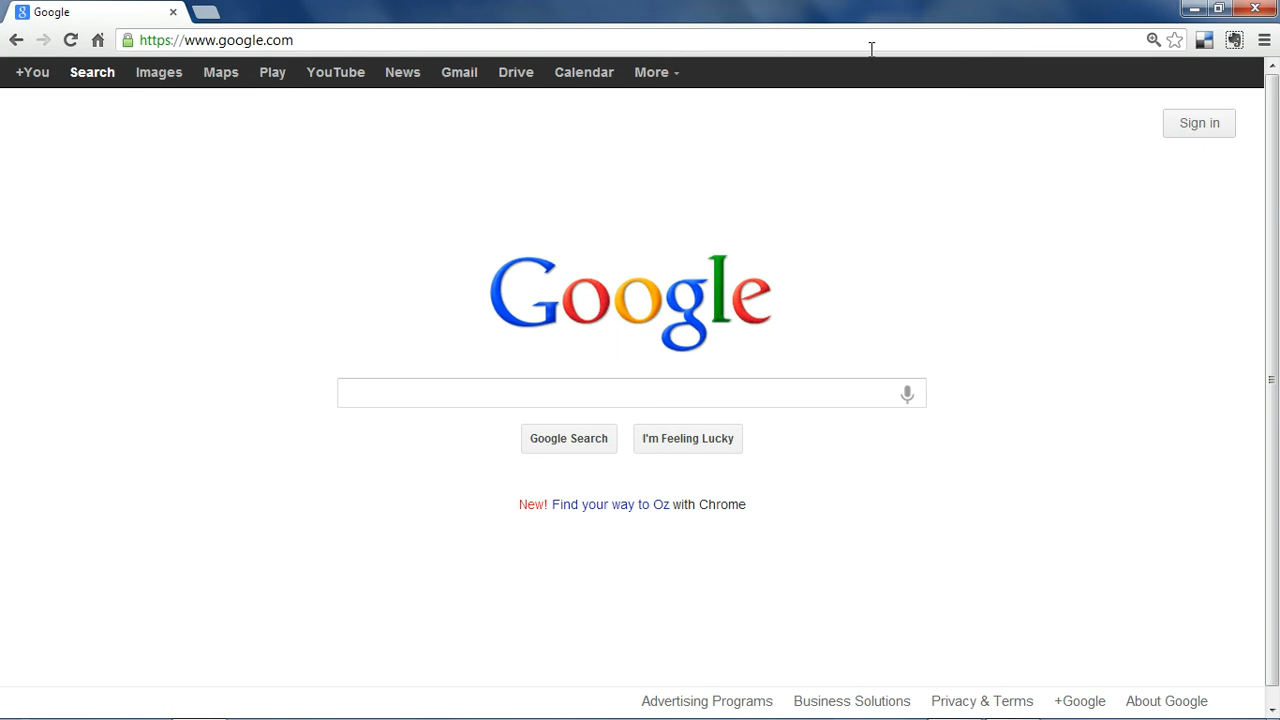 Google
https://www.google.com
+You Search Images Maps Play YouTube News Gmail Drive Calendar More
Sign in
Google
Google Search I'm Feeling Lucky
New! Find your way to Oz with Chrome
Advertising Programs Business Solutions Privacy & Terms +Google About Google